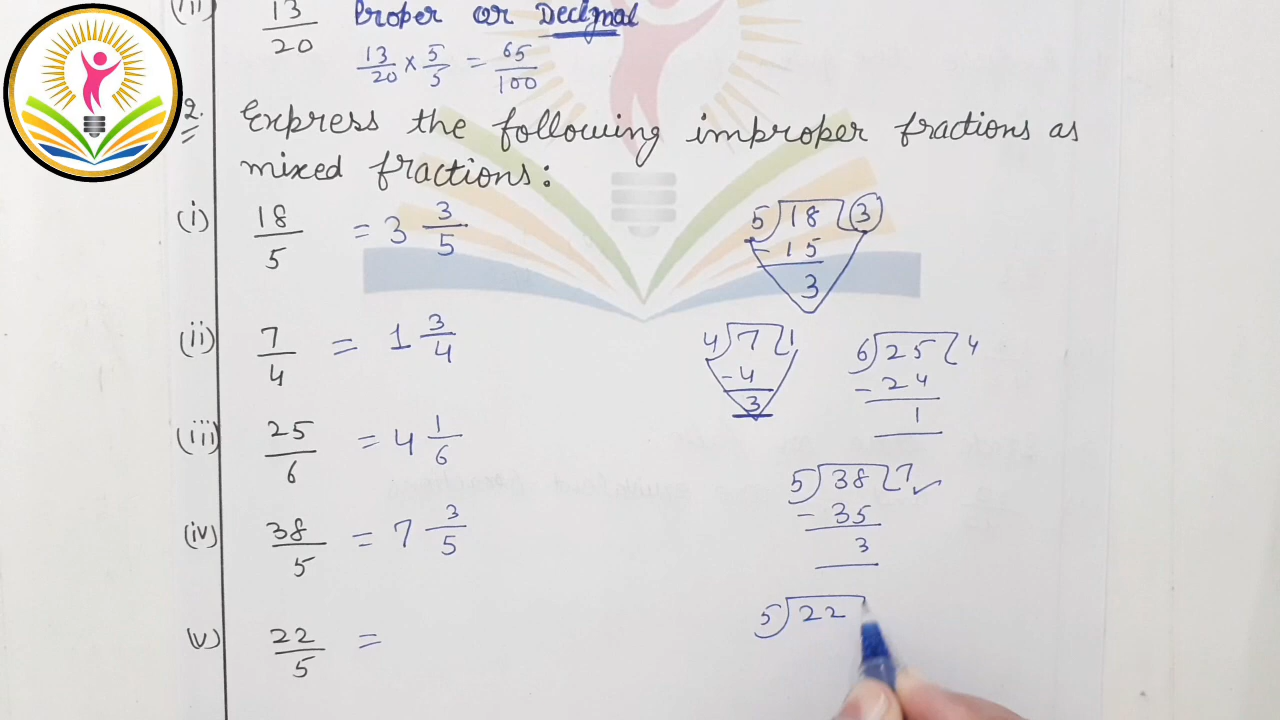 (iii) 13/20 Proper or Decimal
13/20 × 5/5 = 65/100
2. Express the following improper fractions as
mixed fractions:
(i) 18/5 = 3 3/5
5) 18 (3
- 15
3
(ii) 7/4 = 1 3/4
4) 7 (1
- 4
3
6) 25 (4
- 24
1
(iii) 25/6 = 4 1/6
5) 38 (7 ✓
- 35
3
(iv) 38/5 = 7 3/5
5) 22
(v) 22/5 =